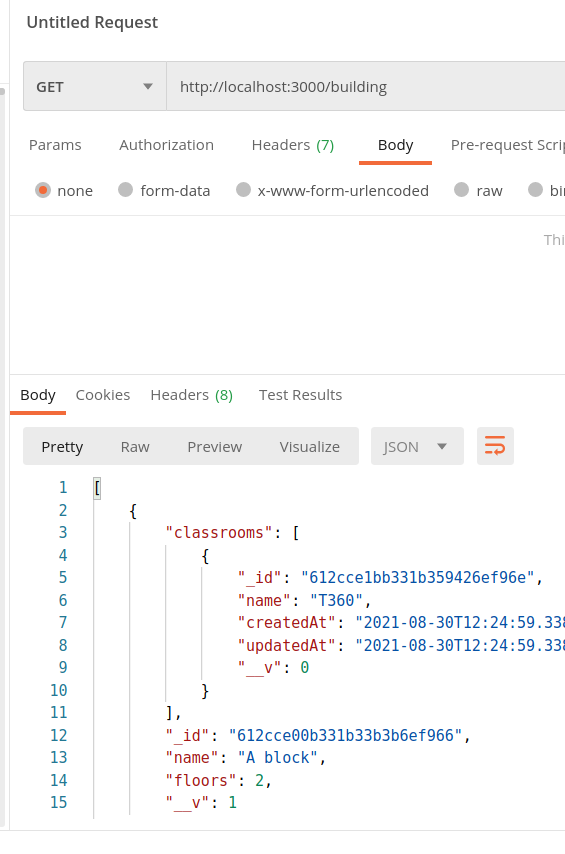 Untitled Request
GET http://localhost:3000/building
Params Authorization Headers (7) Body Pre-request Scrip
none form-data x-www-form-urlencoded raw bin
Thi
Body Cookies Headers (8) Test Results
Pretty Raw Preview Visualize JSON
1 [
2 {
3 "classrooms": [
4 {
5 "_id": "612cce1bb331b359426ef96e",
6 "name": "T360",
7 "createdAt": "2021-08-30T12:24:59.338
8 "updatedAt": "2021-08-30T12:24:59.338
9 "__v": 0
10 }
11 ],
12 "_id": "612cce00b331b33b3b6ef966",
13 "name": "A block",
14 "floors": 2,
15 "__v": 1